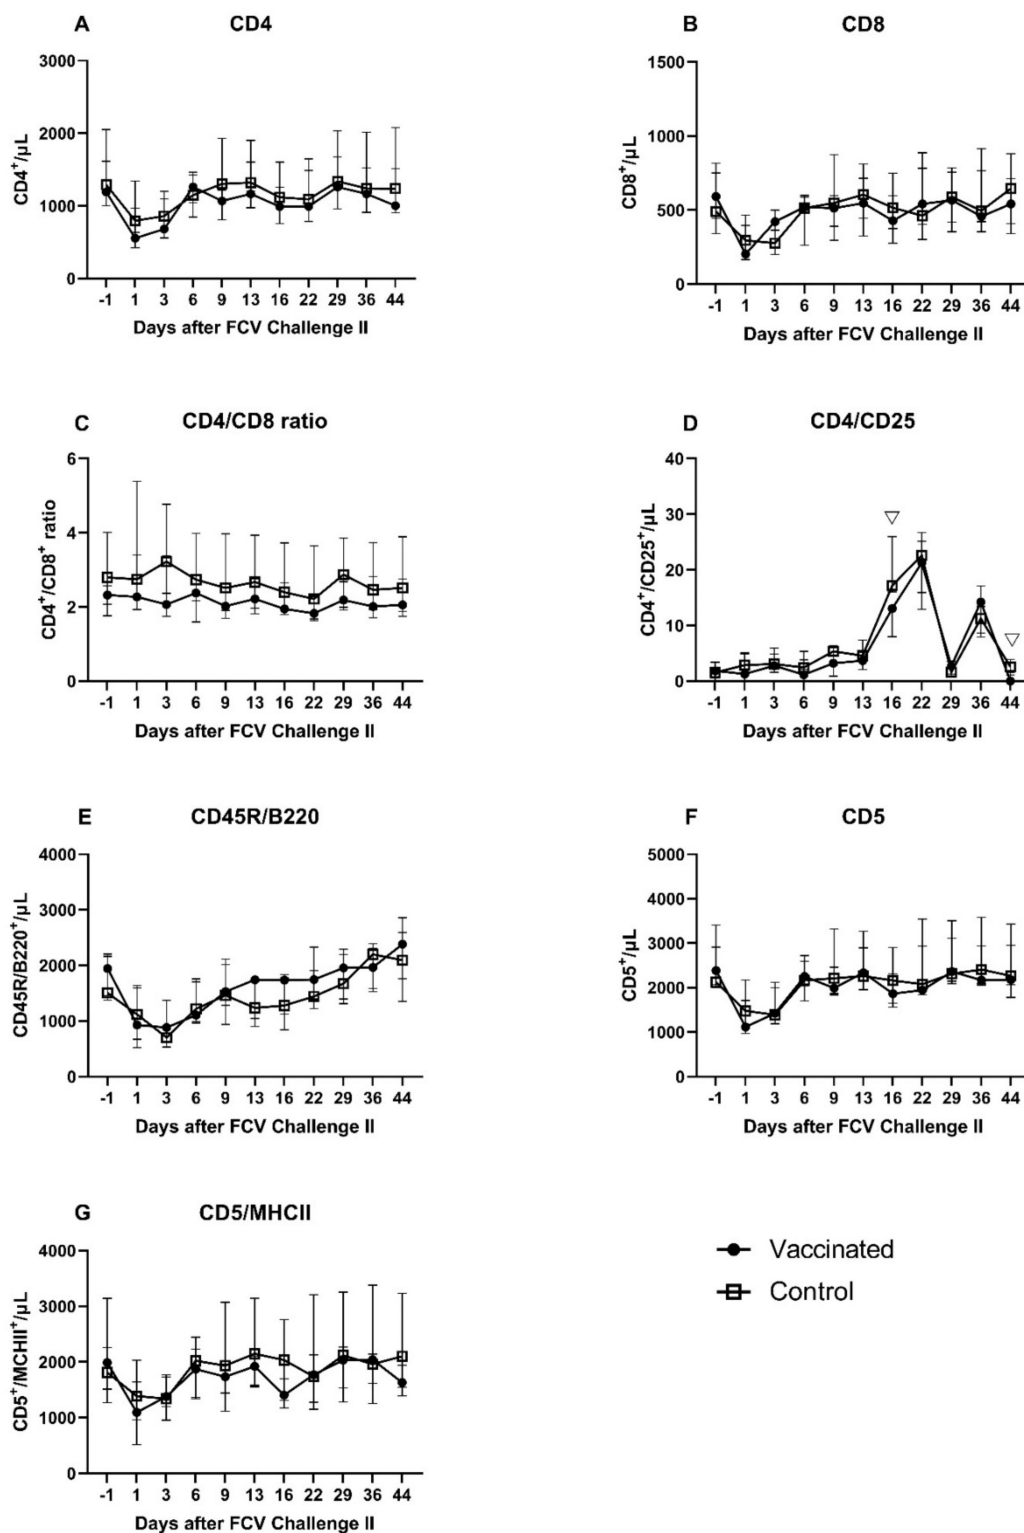 A CD4
3000
2000
1000
0
CD4⁺/µL
-1 1 3 6 9 13 16 22 29 36 44
Days after FCV Challenge II
B CD8
1500
1000
500
0
CD8⁺/µL
-1 1 3 6 9 13 16 22 29 36 44
Days after FCV Challenge II
C CD4/CD8 ratio
6
4
2
0
CD4⁺/CD8⁺ ratio
-1 1 3 6 9 13 16 22 29 36 44
Days after FCV Challenge II
D CD4/CD25
40
30
20
10
0
CD4⁺/CD25⁺/µL
-1 1 3 6 9 13 16 22 29 36 44
Days after FCV Challenge II
E CD45R/B220
4000
3000
2000
1000
0
CD45R/B220⁺/µL
-1 1 3 6 9 13 16 22 29 36 44
Days after FCV Challenge II
F CD5
5000
4000
3000
2000
1000
0
CD5⁺/µL
-1 1 3 6 9 13 16 22 29 36 44
Days after FCV Challenge II
G CD5/MHCII
4000
3000
2000
1000
0
CD5⁺/MCHII⁺/µL
-1 1 3 6 9 13 16 22 29 36 44
Days after FCV Challenge II
Vaccinated
Control